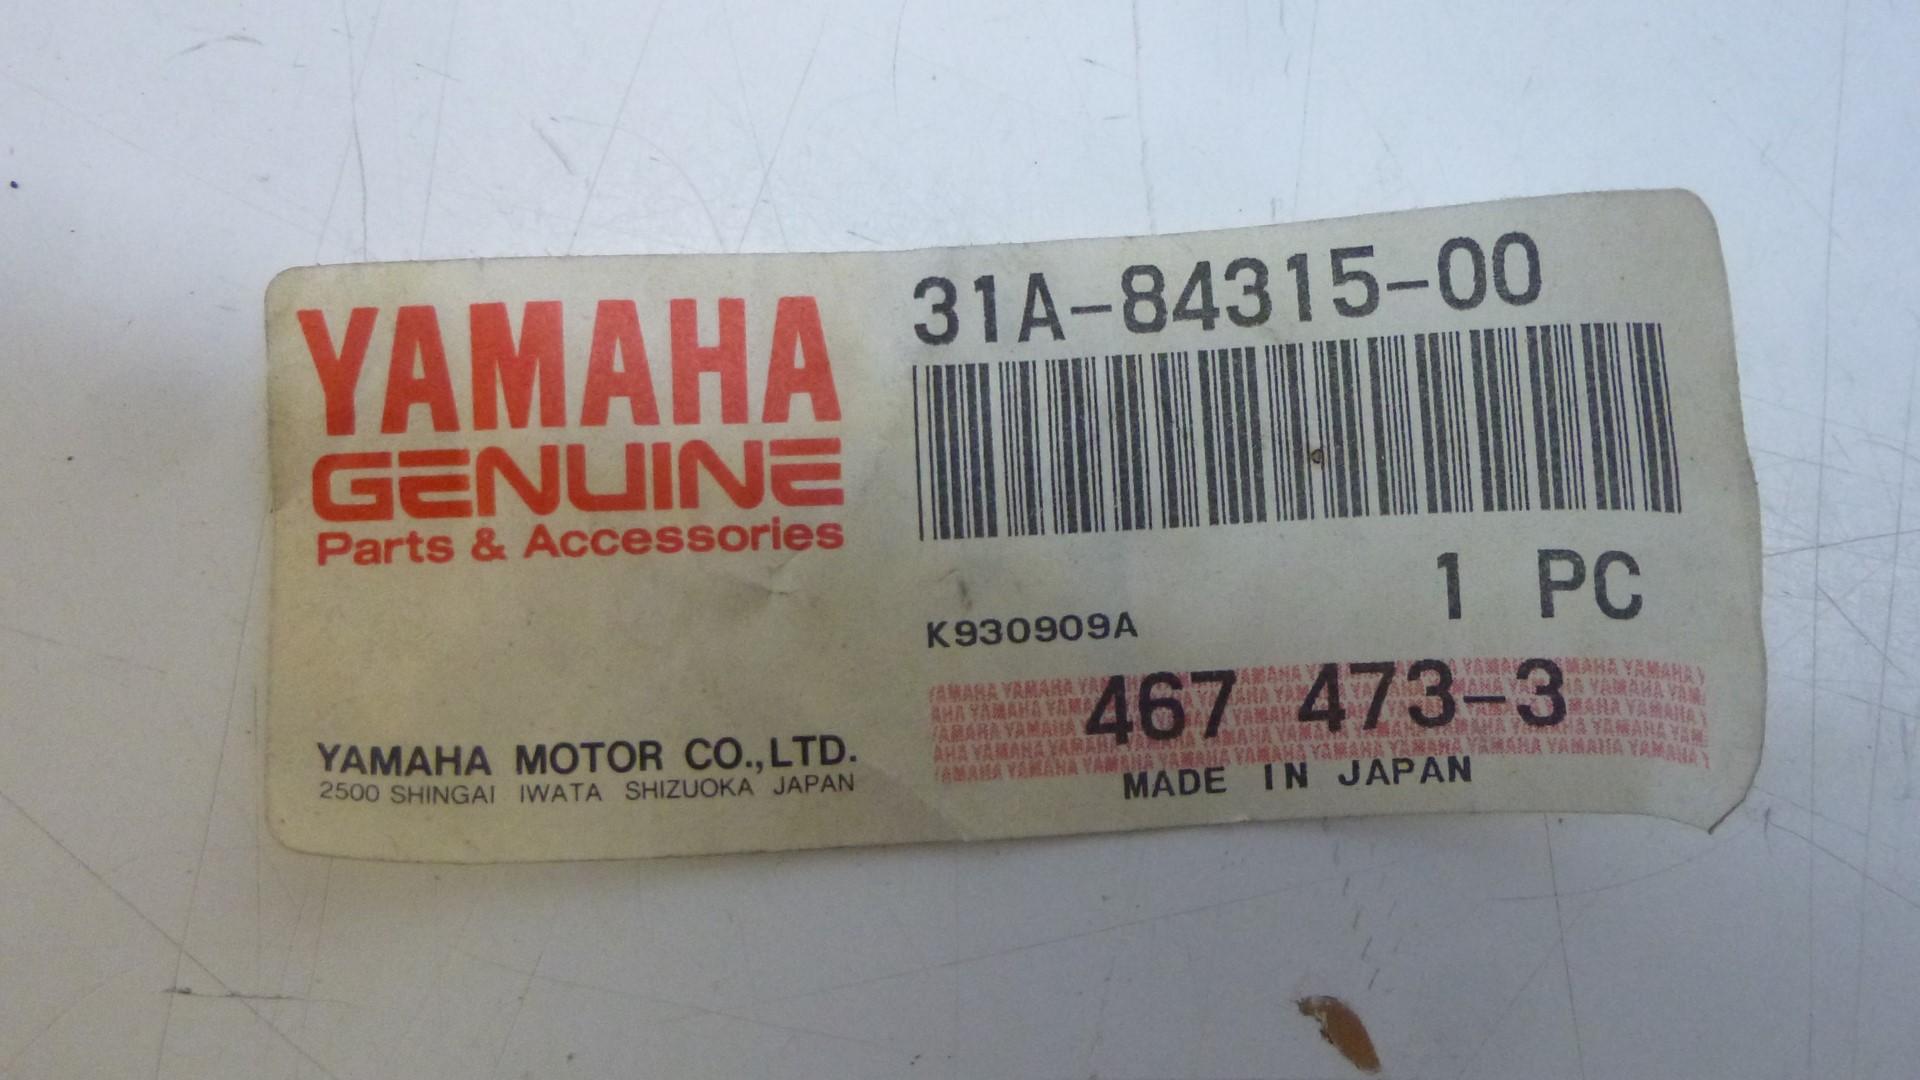 YAMAHA
GENUINE
Parts & Accessories
YAMAHA MOTOR CO.,LTD.
2500 SHINGAI IWATA SHIZUOKA JAPAN
31A-84315-00
1 PC
K930909A
467 473-3
MADE IN JAPAN